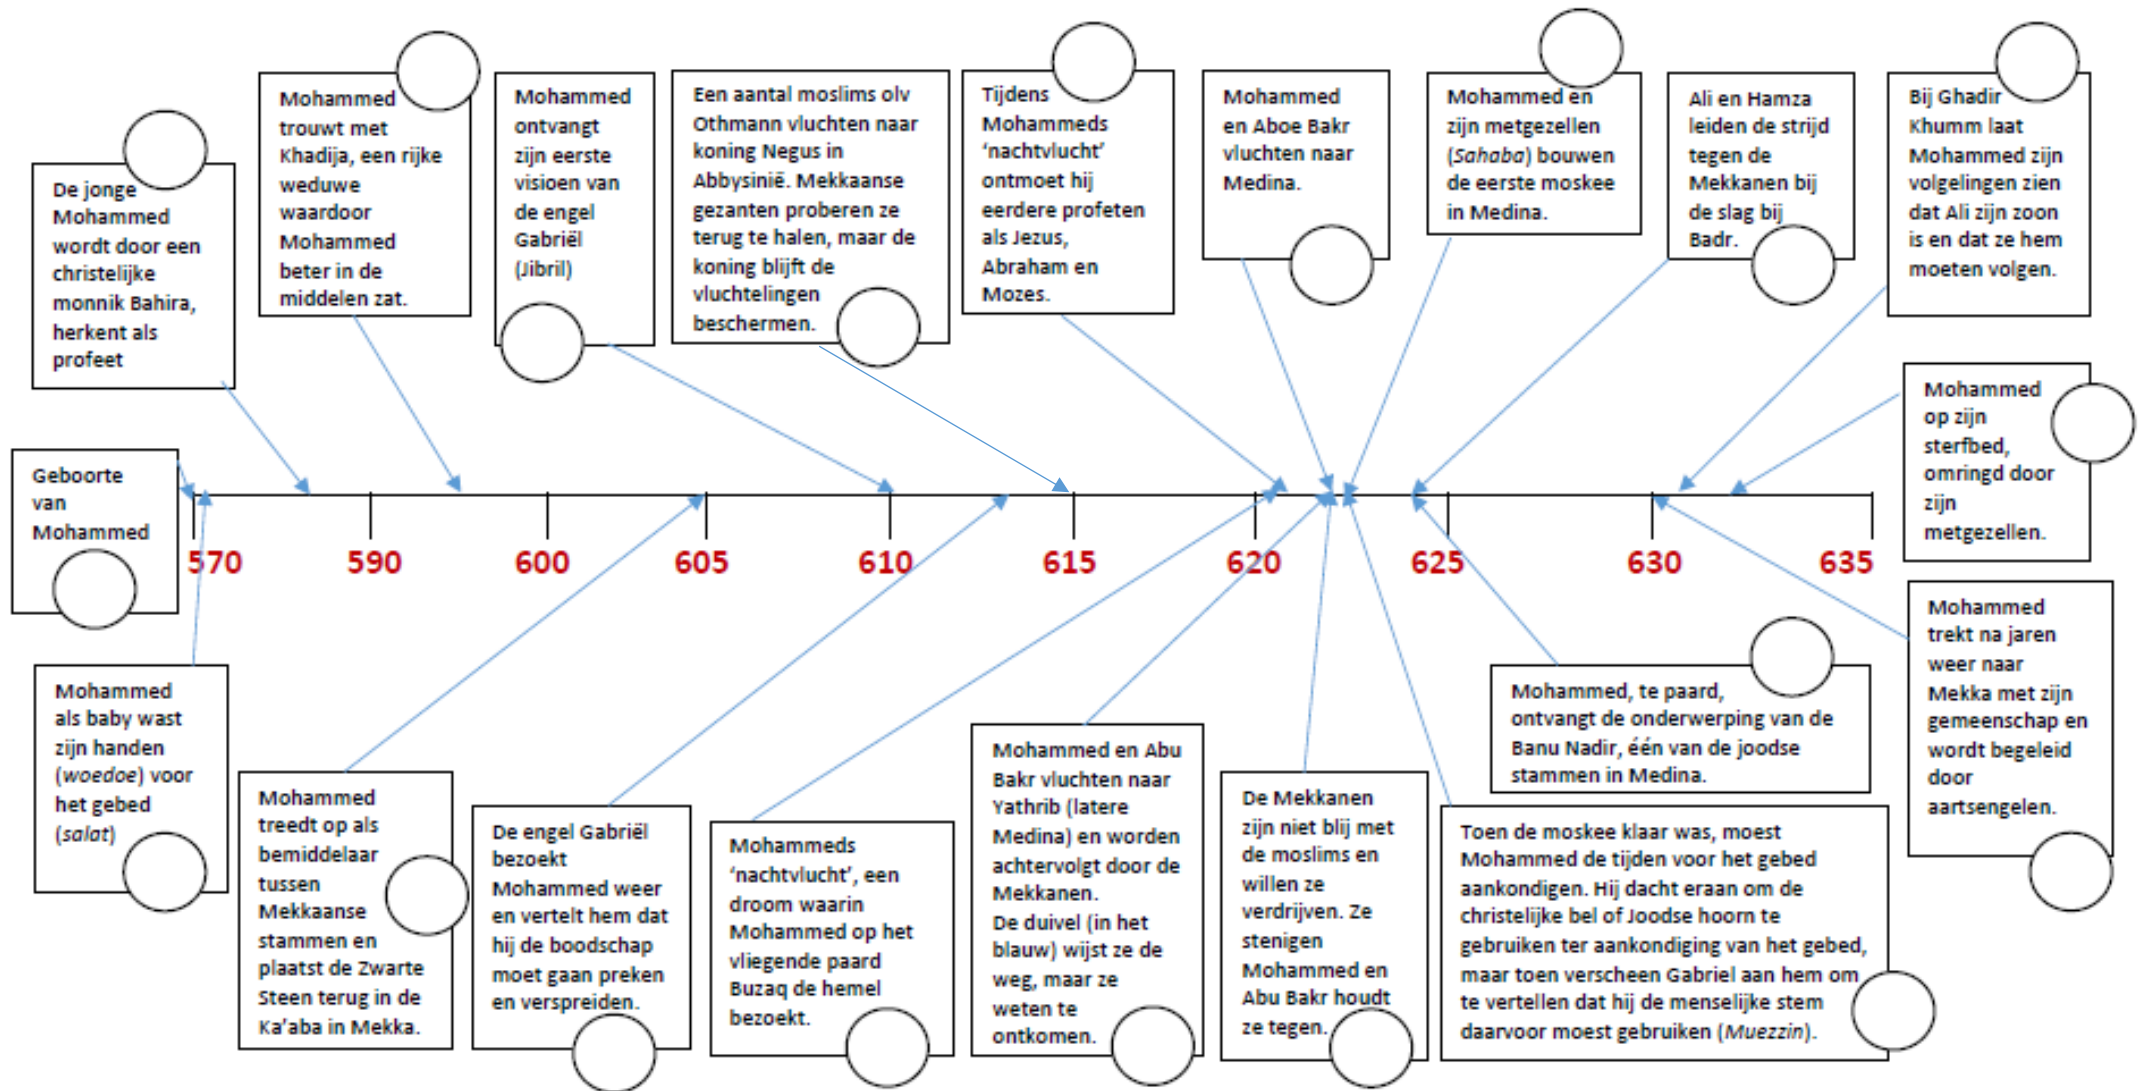 De jonge
Mohammed
wordt door een
christelijke
monnik Bahira,
herkent als
profeet
Mohammed
trouwt met
Khadija, een rijke
weduwe
waardoor
Mohammed
beter in de
middelen zat.
Mohammed
ontvangt
zijn eerste
visioen van
de engel
Gabriël
(Jibril)
Een aantal moslims olv
Othmann vluchten naar
koning Negus in
Abbysinië. Mekkaanse
gezanten proberen ze
terug te halen, maar de
koning blijft de
vluchtelingen
beschermen.
Tijdens
Mohammeds
‘nachtvlucht’
ontmoet hij
eerdere profeten
als Jezus,
Abraham en
Mozes.
Mohammed
en Aboe Bakr
vluchten naar
Medina.
Mohammed en
zijn metgezellen
(Sahaba) bouwen
de eerste moskee
in Medina.
Ali en Hamza
leiden de strijd
tegen de
Mekkanen bij
de slag bij
Badr.
Bij Ghadir
Khumm laat
Mohammed zijn
volgelingen zien
dat Ali zijn zoon
is en dat ze hem
moeten volgen.
Mohammed
op zijn
sterfbed,
omringd door
zijn
metgezellen.
Geboorte
van
Mohammed
570 590 600 605 610 615 620 625 630 635
Mohammed
als baby wast
zijn handen
(woedoe) voor
het gebed
(salat)
Mohammed
treedt op als
bemiddelaar
tussen
Mekkaanse
stammen en
plaatst de Zwarte
Steen terug in de
Ka’aba in Mekka.
De engel Gabriël
bezoekt
Mohammed weer
en vertelt hem dat
hij de boodschap
moet gaan preken
en verspreiden.
Mohammeds
‘nachtvlucht’, een
droom waarin
Mohammed op het
vliegende paard
Buzaq de hemel
bezoekt.
Mohammed en Abu
Bakr vluchten naar
Yathrib (latere
Medina) en worden
achtervolgt door de
Mekkanen.
De duivel (in het
blauw) wijst ze de
weg, maar ze
weten te
ontkomen.
De Mekkanen
zijn niet blij met
de moslims en
willen ze
verdrijven. Ze
stenigen
Mohammed en
Abu Bakr houdt
ze tegen.
Mohammed, te paard,
ontvangt de onderwerping van de
Banu Nadir, één van de joodse
stammen in Medina.
Toen de moskee klaar was, moest
Mohammed de tijden voor het gebed
aankondigen. Hij dacht eraan om de
christelijke bel of Joodse hoorn te
gebruiken ter aankondiging van het gebed,
maar toen verscheen Gabriel aan hem om
te vertellen dat hij de menselijke stem
daarvoor moest gebruiken (Muezzin).
Mohammed
trekt na jaren
weer naar
Mekka met zijn
gemeenschap en
wordt begeleid
door
aartsengelen.